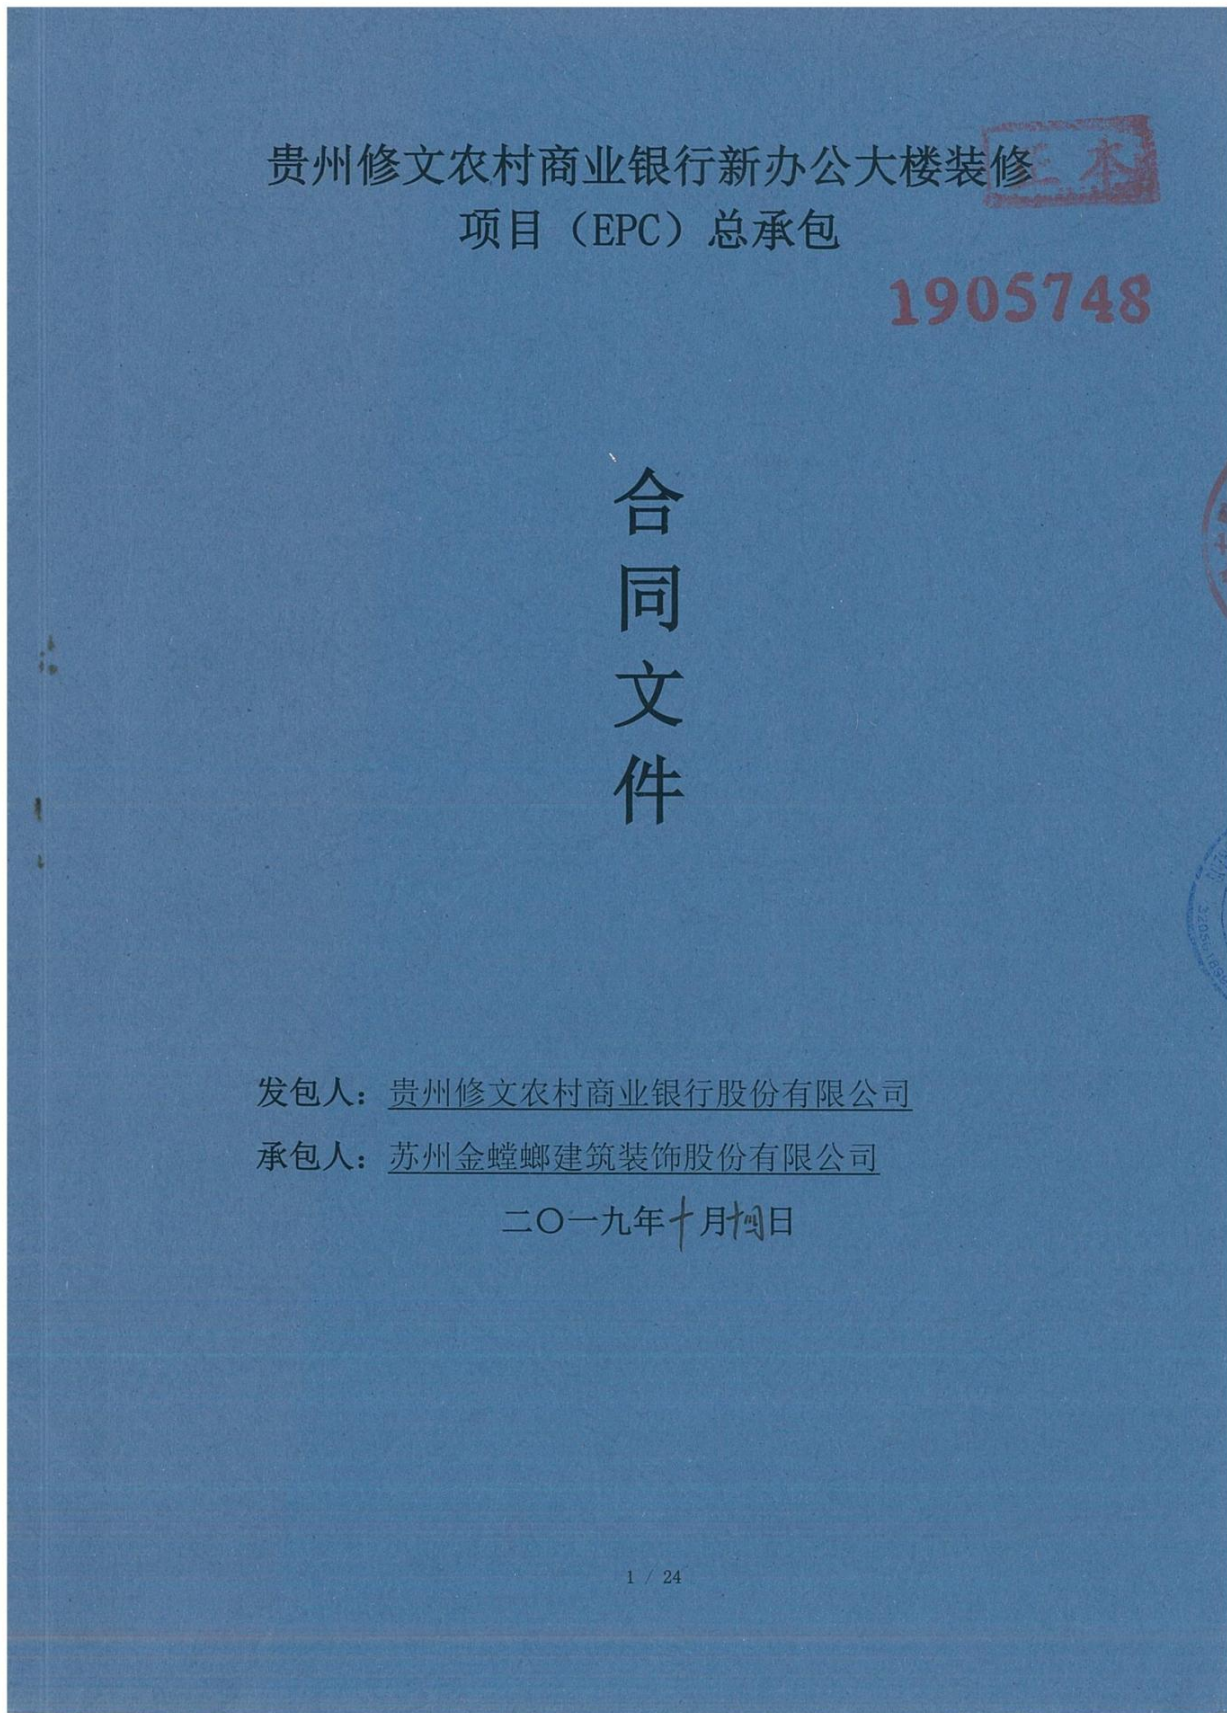 贵州修文农村商业银行新办公大楼装修
正本
项目（EPC）总承包
1905748
合
同
文
件
发包人：贵州修文农村商业银行股份有限公司
承包人：苏州金螳螂建筑装饰股份有限公司
二〇一九年十月十四日
1 / 24